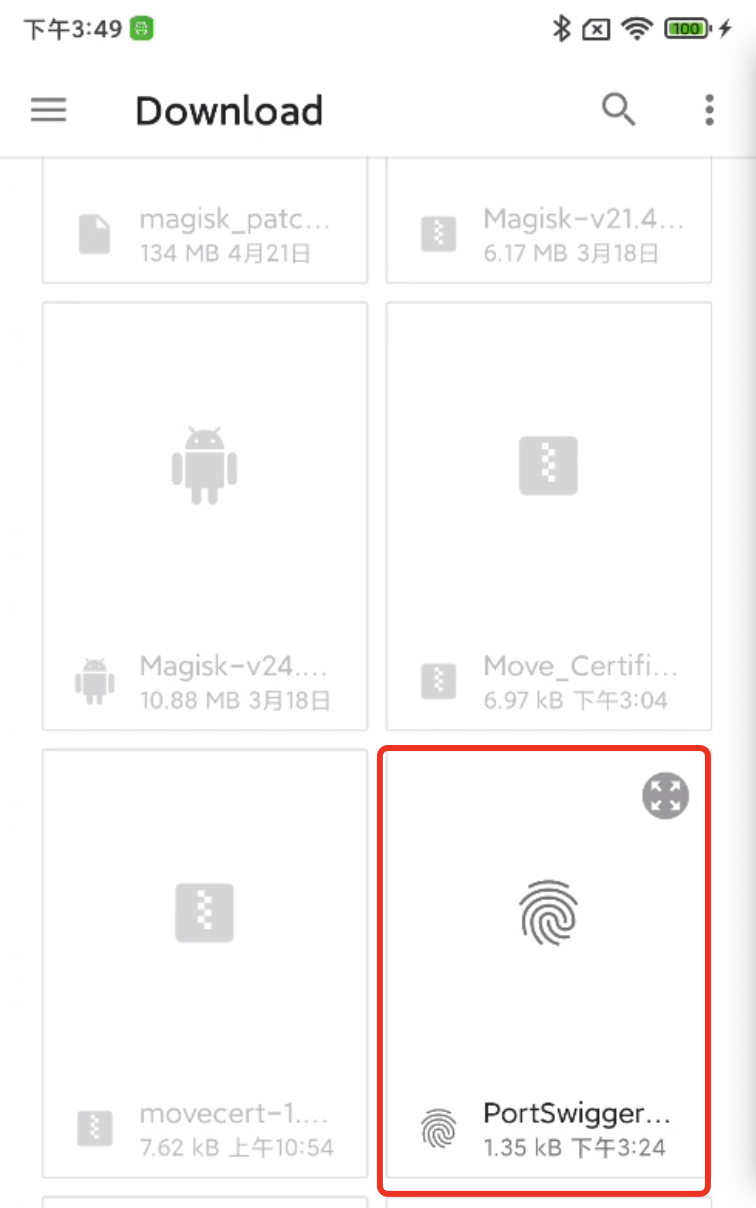 下午3:49
100
Download
magisk_patc...
134 MB 4月21日
Magisk-v21.4...
6.17 MB 3月18日
Magisk-v24....
10.88 MB 3月18日
Move_Certifi...
6.97 kB 下午3:04
movecert-1....
7.62 kB 上午10:54
PortSwigger...
1.35 kB 下午3:24